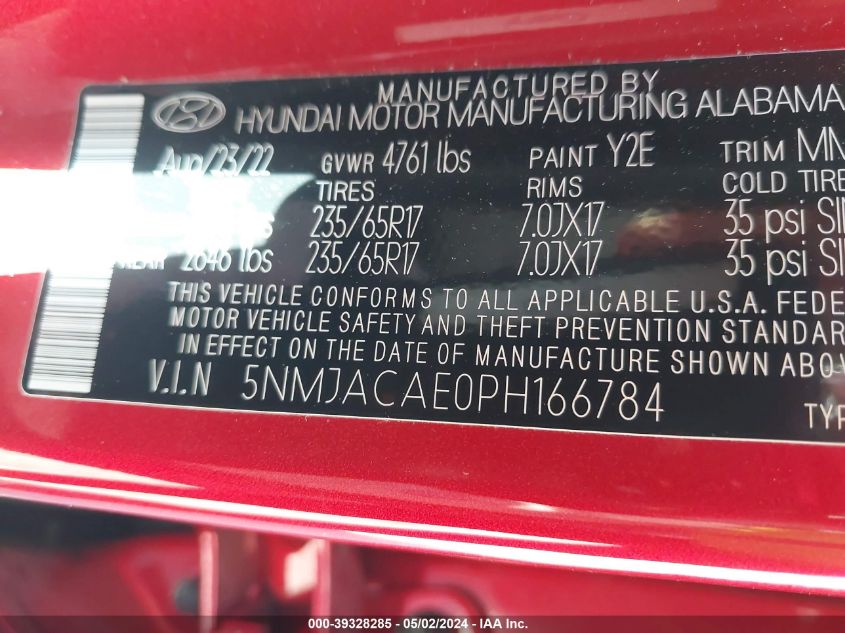 MANUFACTURED BY
HYUNDAI MOTOR MANUFACTURING ALABAMA
Aug/23/22 GVWR 4761 lbs PAINT Y2E TRIM
TIRES RIMS COLD TIRE
235/65R17 7.0JX17 35 psi
2646 lbs 235/65R17 7.0JX17 35 psi
THIS VEHICLE CONFORMS TO ALL APPLICABLE U.S.A.
MOTOR VEHICLE SAFETY AND THEFT PREVENTION STANDAR
IN EFFECT ON THE DATE OF MANUFACTURE SHOWN ABOV
V.I.N 5NMJACAE0PH166784 TYP
000-39328285 - 05/02/2024 - IAA, Inc.